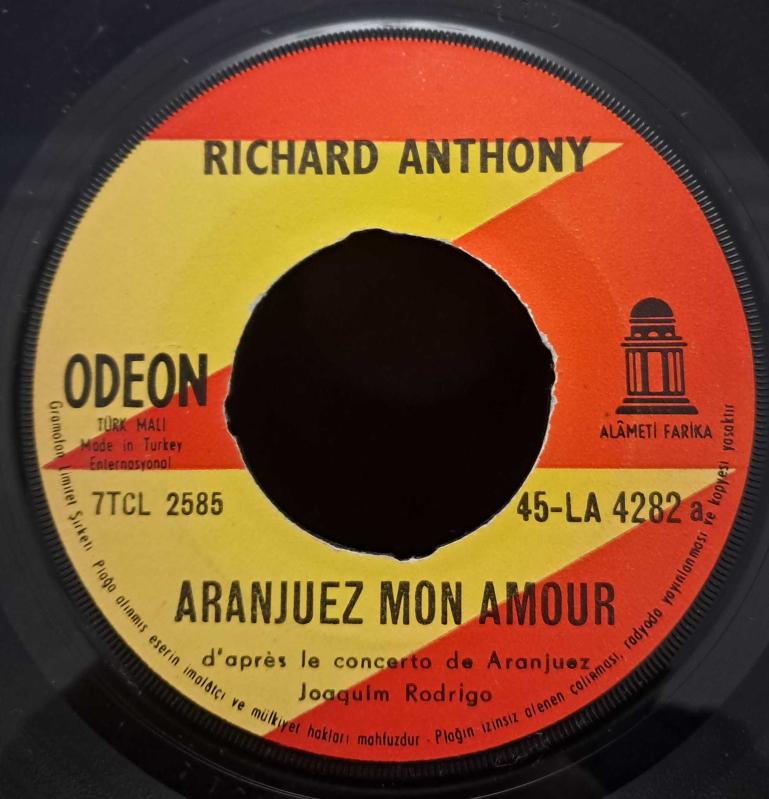 RICHARD ANTHONY
ODEON
TÜRK MALI
Made in Turkey
Enternasyonal
ALÂMETİ FARİKA
7TCL 2585
45-LA 4282 a
ARANJUEZ MON AMOUR
d'après le concerto de Aranjuez
Joaquim Rodrigo
Gramofon Limitet Şirketi Plağa alınmış eserin imalâtçı ve mülkiyet hakları mahfuzdur - Plağın izinsiz alenen çalınması, radyoda yayınlanması ve kopyesi yasaktır